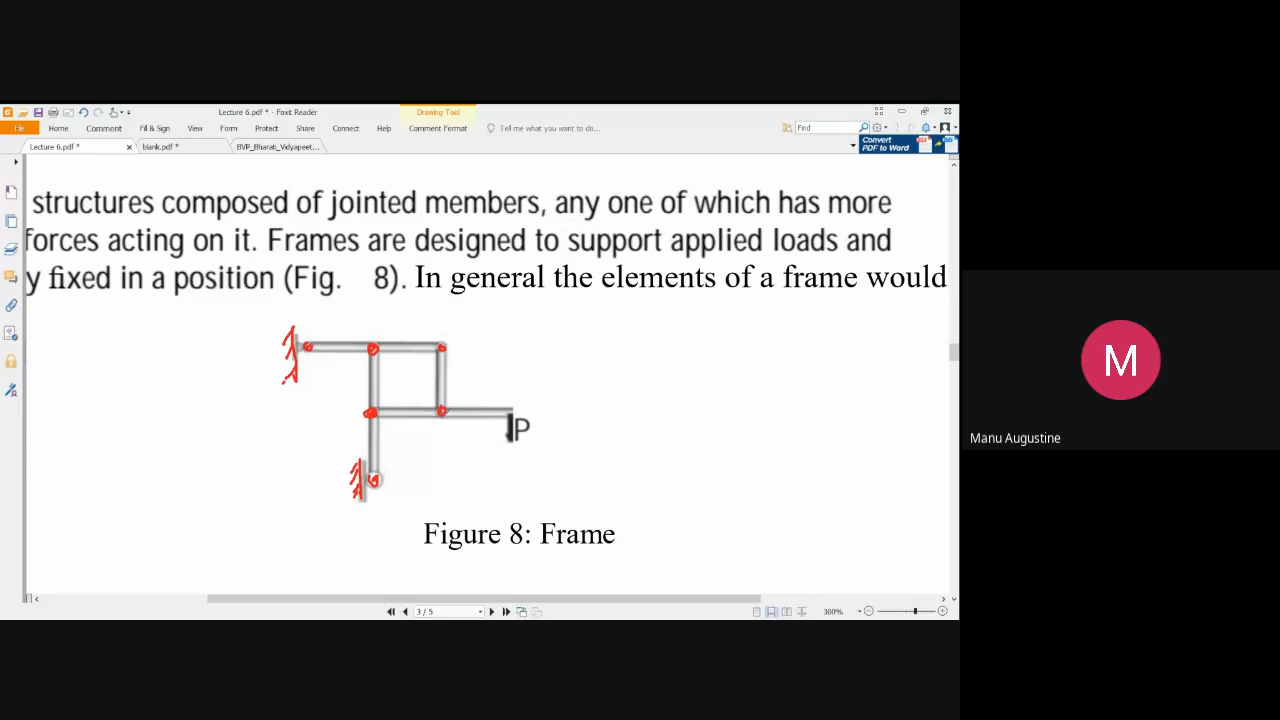 Lecture 6.pdf * - Foxit Reader
Drawing Tool
File Home Comment Fill & Sign View Form Protect Share Connect Help Comment Format Tell me what you want to do... Find
Lecture 6.pdf * blank.pdf * BVP_Bharati_Vidyapeet...
Convert
PDF to Word
structures composed of jointed members, any one of which has more
forces acting on it. Frames are designed to support applied loads and
y fixed in a position (Fig. 8). In general the elements of a frame would
P
Figure 8: Frame
3 / 5
300%
M
Manu Augustine